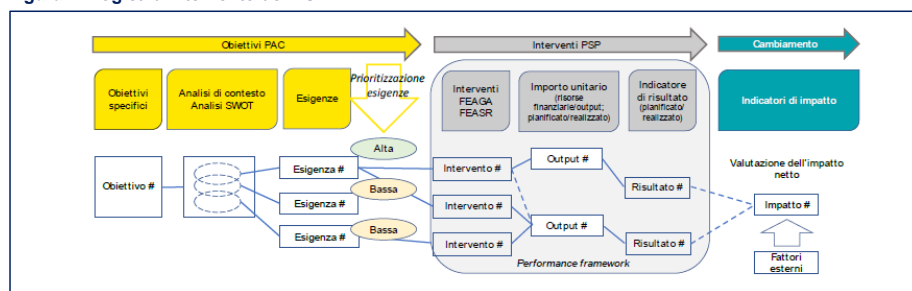 Obiettivi PAC
Interventi PSP
Cambiamento
Obiettivi
specifici
Analisi di contesto
Analisi SWOT
Esigenze
Prioritizzazione
esigenze
Interventi
FEAGA
FEASR
Importo unitario
(risorse
finanziarie/output;
planificato/realizzato)
Indicatore
di risultato
(planificato/
realizzato)
Indicatori di impatto
Alta
Obiettivo #
Esigenza #
Bassa
Esigenza #
Bassa
Esigenza #
Intervento #
Intervento #
Intervento #
Output #
Output #
Risultato #
Risultato #
Valutazione dell'impatto
netto
Impatto #
Fattori
esterni
Performance framework